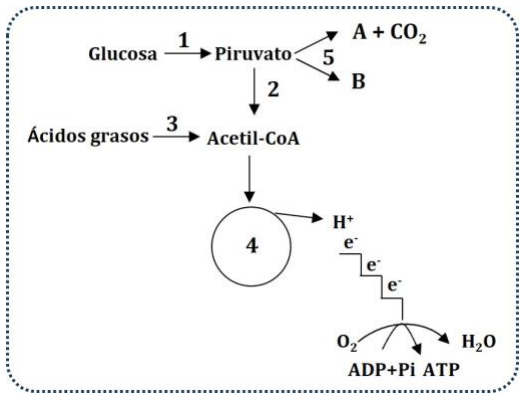 1
A + CO₂
Glucosa
Piruvato
5
B
2
Ácidos grasos
3
Acetil-CoA
4
H⁺
e⁻
e⁻
e⁻
O₂
H₂O
ADP+Pi ATP